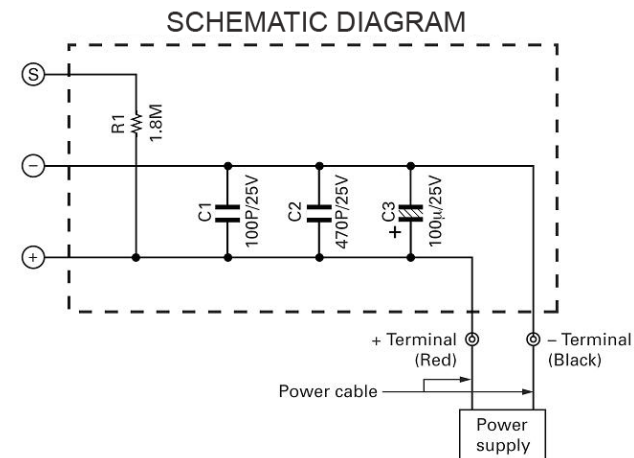 SCHEMATIC DIAGRAM
S
R1
1.8M
−
C1
100P/25V
C2
470P/25V
C3
+
100µ/25V
+
+ Terminal
(Red)
− Terminal
(Black)
Power cable
Power
supply